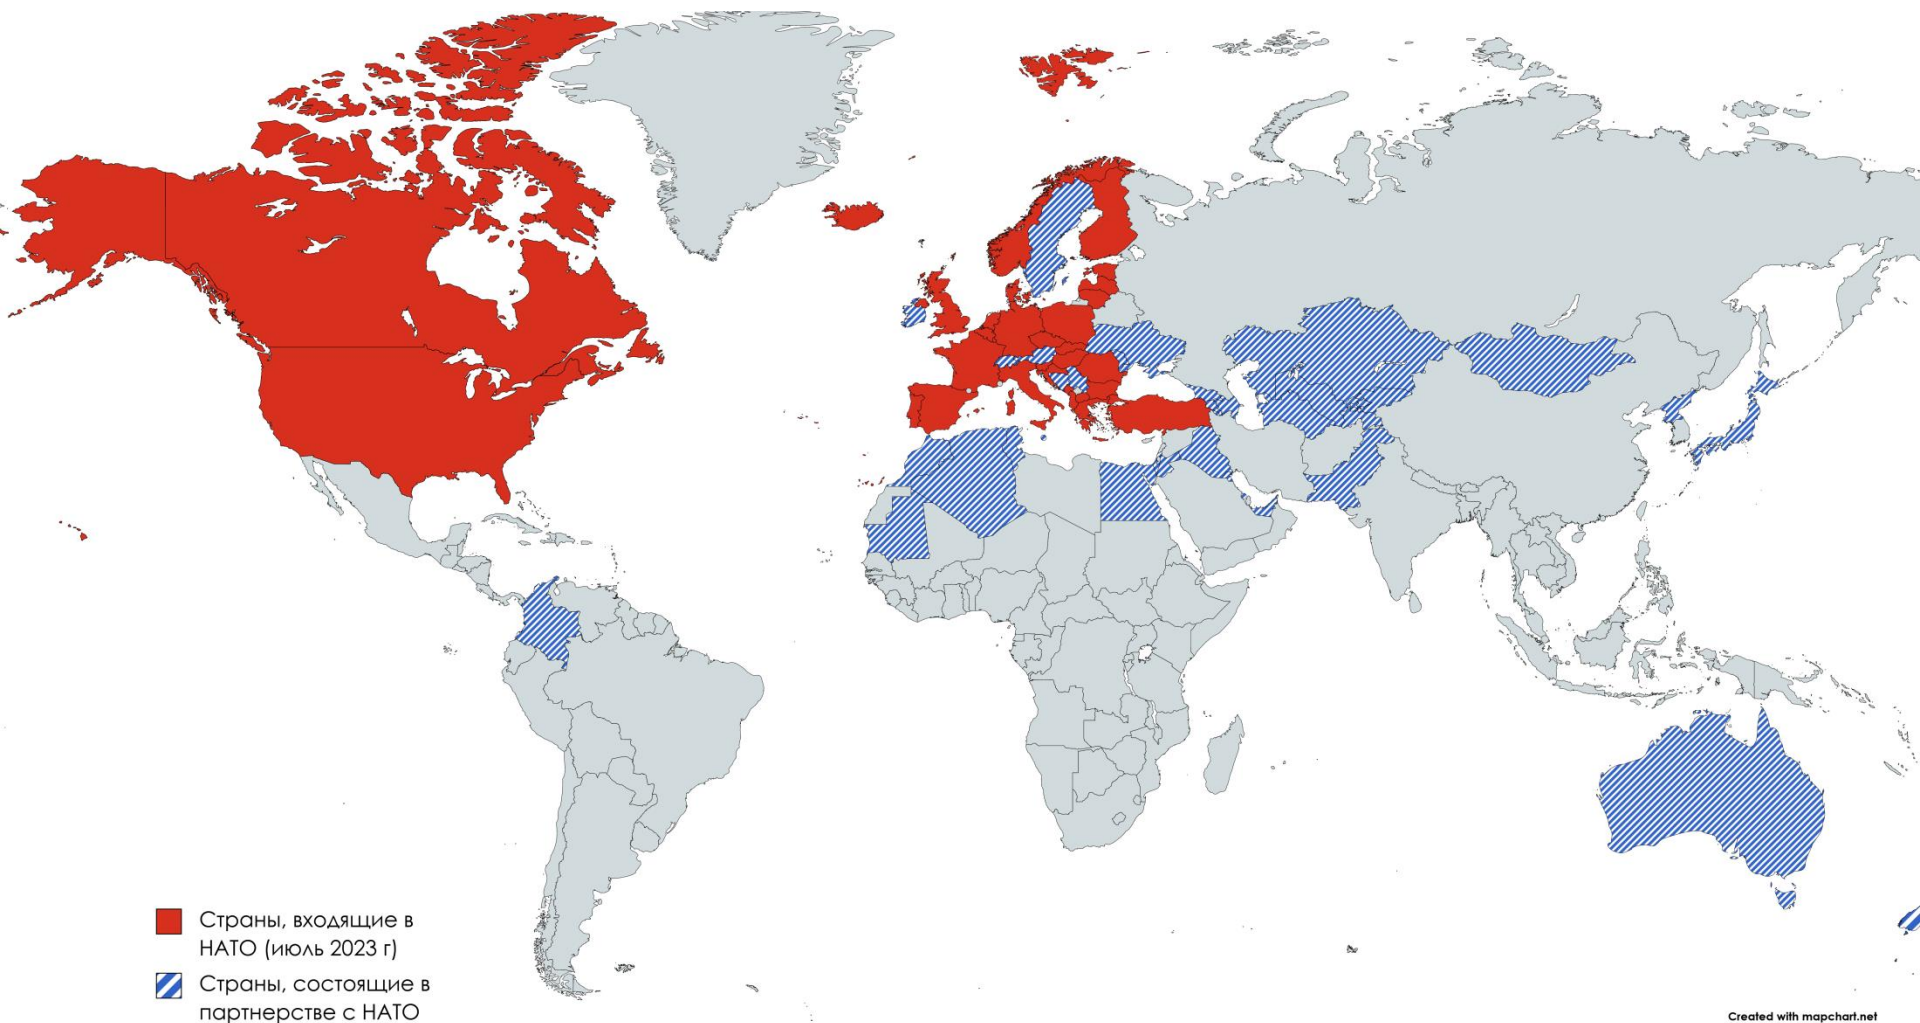 Страны, входящие в
НАТО (июль 2023 г)
Страны, состоящие в
партнерстве с НАТО
Created with mapchart.net